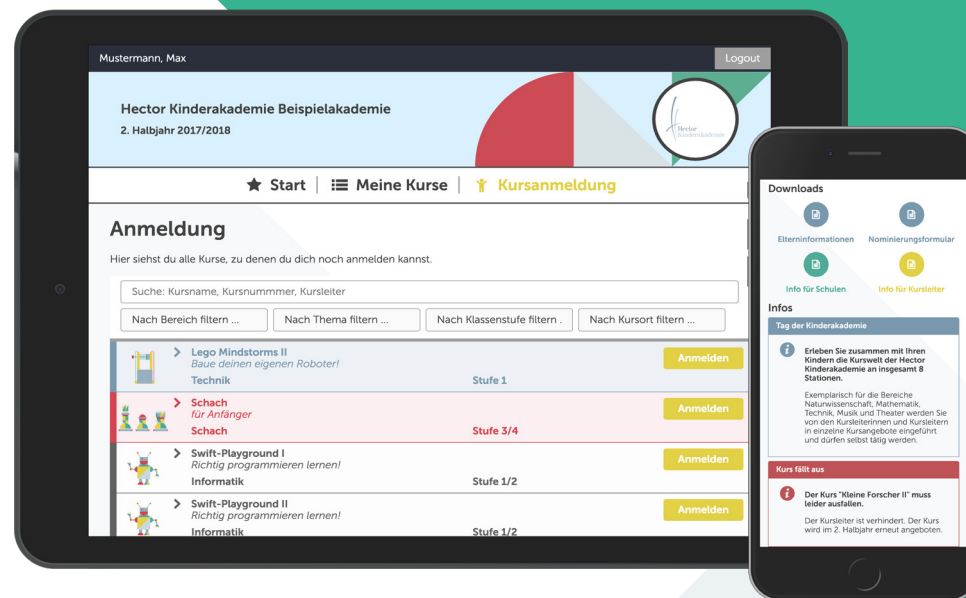 Mustermann, Max
Logout
Hector Kinderakademie Beispielakademie
2. Halbjahr 2017/2018
Hector
Kinderakademie
Start
Meine Kurse
Kursanmeldung
Anmeldung
Hier siehst du alle Kurse, zu denen du dich noch anmelden kannst.
Suche: Kursname, Kursnummmer, Kursleiter
Nach Bereich filtern ...
Nach Thema filtern ...
Nach Klassenstufe filtern .
Nach Kursort filtern ...
Lego Mindstorms II
Baue deinen eigenen Roboter!
Technik
Stufe 1
Anmelden
Schach
für Anfänger
Schach
Stufe 3/4
Anmelden
Swift-Playground I
Richtig programmieren lernen!
Informatik
Stufe 1/2
Anmelden
Swift-Playground II
Richtig programmieren lernen!
Informatik
Stufe 1/2
Anmelden
Downloads
Elterninformationen
Nominierungsformular
Info für Schulen
Info für Kursleiter
Infos
Tag der Kinderakademie
Erleben Sie zusammen mit Ihren
Kindern die Kurswelt der Hector
Kinderakademie an insgesamt 8
Stationen.
Exemplarisch für die Bereiche
Naturwissenschaft, Mathematik,
Technik, Musik und Theater werden Sie
von den Kursleiterinnen und Kursleitern
in einzelne Kursangebote eingeführt
und dürfen selbst tätig werden.
Kurs fällt aus
Der Kurs "Kleine Forscher II" muss
leider ausfallen.
Der Kursleiter ist verhindert. Der Kurs
wird im 2. Halbjahr erneut angeboten.